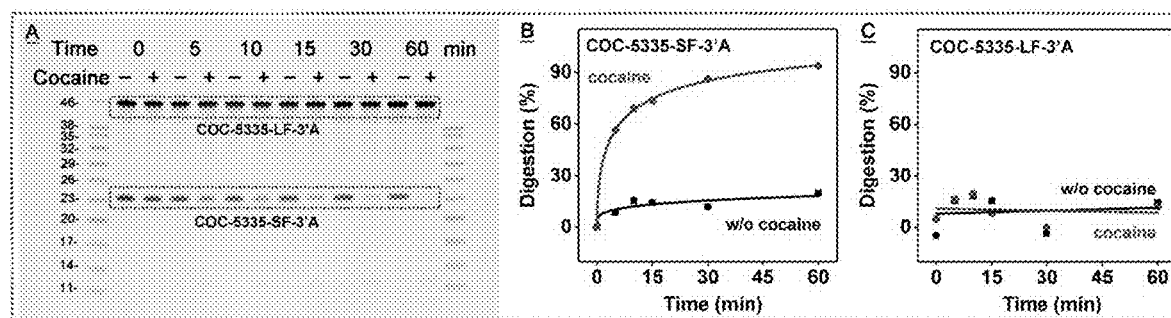 A
Time 0 5 10 15 30 60 min
Cocaine – + – + – + – + – + – +
46-
COC-5335-LF-3'A
38-
35-
32-
29-
26-
23-
COC-5335-SF-3'A
20-
17-
14-
11-
B
COC-5335-SF-3'A
cocaine
w/o cocaine
Digestion (%)
90
60
30
0
0 15 30 45 60
Time (min)
C
COC-5335-LF-3'A
w/o cocaine
cocaine
Digestion (%)
90
60
30
0
0 15 30 45 60
Time (min)